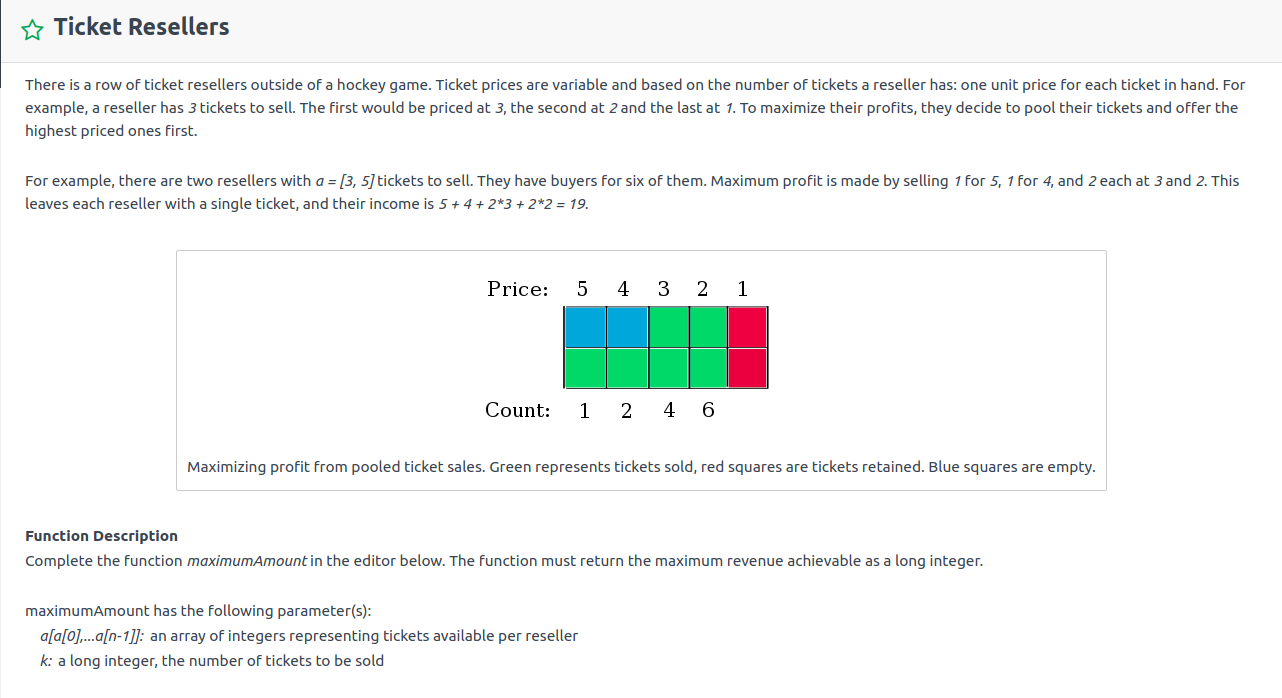 Ticket Resellers
There is a row of ticket resellers outside of a hockey game. Ticket prices are variable and based on the number of tickets a reseller has: one unit price for each ticket in hand. For
example, a reseller has 3 tickets to sell. The first would be priced at 3, the second at 2 and the last at 1. To maximize their profits, they decide to pool their tickets and offer the
highest priced ones first.
For example, there are two resellers with a = [3, 5] tickets to sell. They have buyers for six of them. Maximum profit is made by selling 1 for 5, 1 for 4, and 2 each at 3 and 2. This
leaves each reseller with a single ticket, and their income is 5 + 4 + 2*3 + 2*2 = 19.
Price: 5 4 3 2 1
Count: 1 2 4 6
Maximizing profit from pooled ticket sales. Green represents tickets sold, red squares are tickets retained. Blue squares are empty.
Function Description
Complete the function maximumAmount in the editor below. The function must return the maximum revenue achievable as a long integer.
maximumAmount has the following parameter(s):
a[a[0],...a[n-1]]: an array of integers representing tickets available per reseller
k: a long integer, the number of tickets to be sold